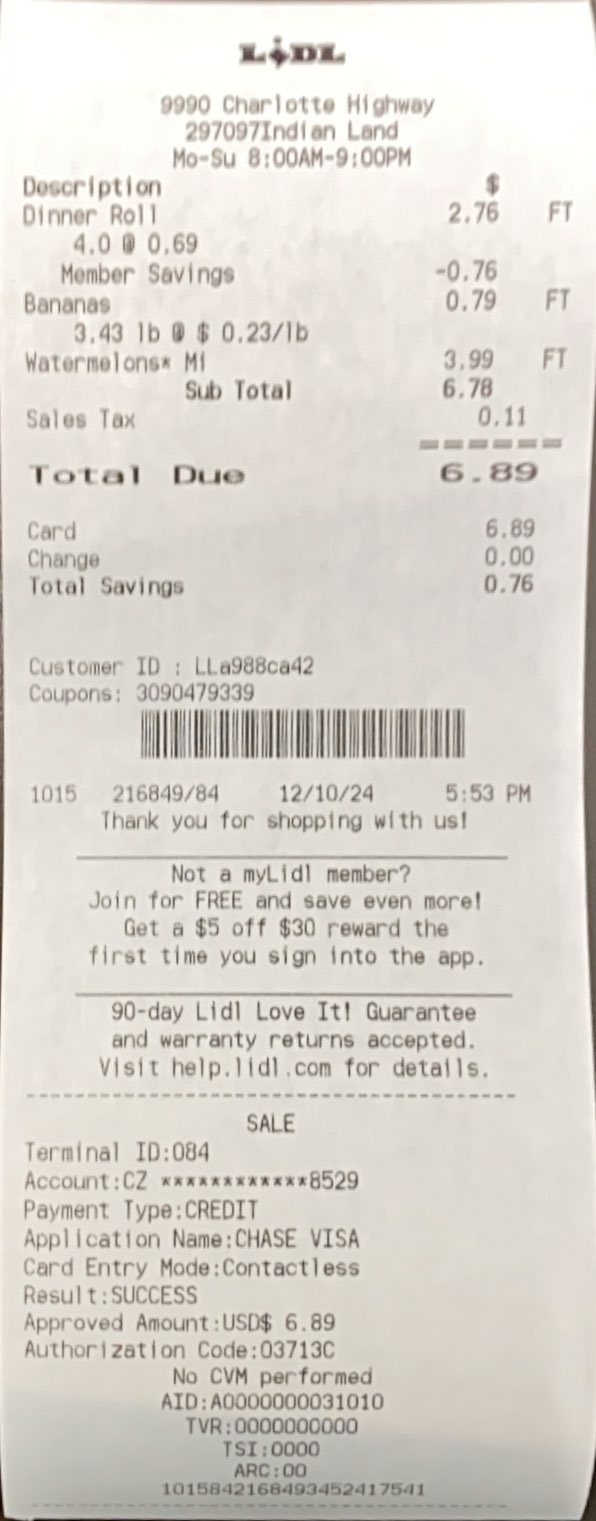 LIDL
9990 Charlotte Highway
297097Indian Land
Mo-Su 8:00AM-9:00PM
Description $
Dinner Roll 2.76 FT
4.0 @ 0.69
Member Savings -0.76
Bananas 0.79 FT
3.43 lb @ $ 0.23/lb
Watermelons* Mi 3.99 FT
Sub Total 6.78
Sales Tax 0.11
======
Total Due 6.89
Card 6.89
Change 0.00
Total Savings 0.76
Customer ID : LLa988ca42
Coupons: 3090479339
1015 216849/84 12/10/24 5:53 PM
Thank you for shopping with us!
Not a myLidl member?
Join for FREE and save even more!
Get a $5 off $30 reward the
first time you sign into the app.
90-day Lidl Love It! Guarantee
and warranty returns accepted.
Visit help.lidl.com for details.
SALE
Terminal ID:084
Account:CZ ************8529
Payment Type:CREDIT
Application Name:CHASE VISA
Card Entry Mode:Contactless
Result:SUCCESS
Approved Amount:USD$ 6.89
Authorization Code:03713C
No CVM performed
AID:A0000000031010
TVR:0000000000
TSI:0000
ARC:00
1015842168493452417541